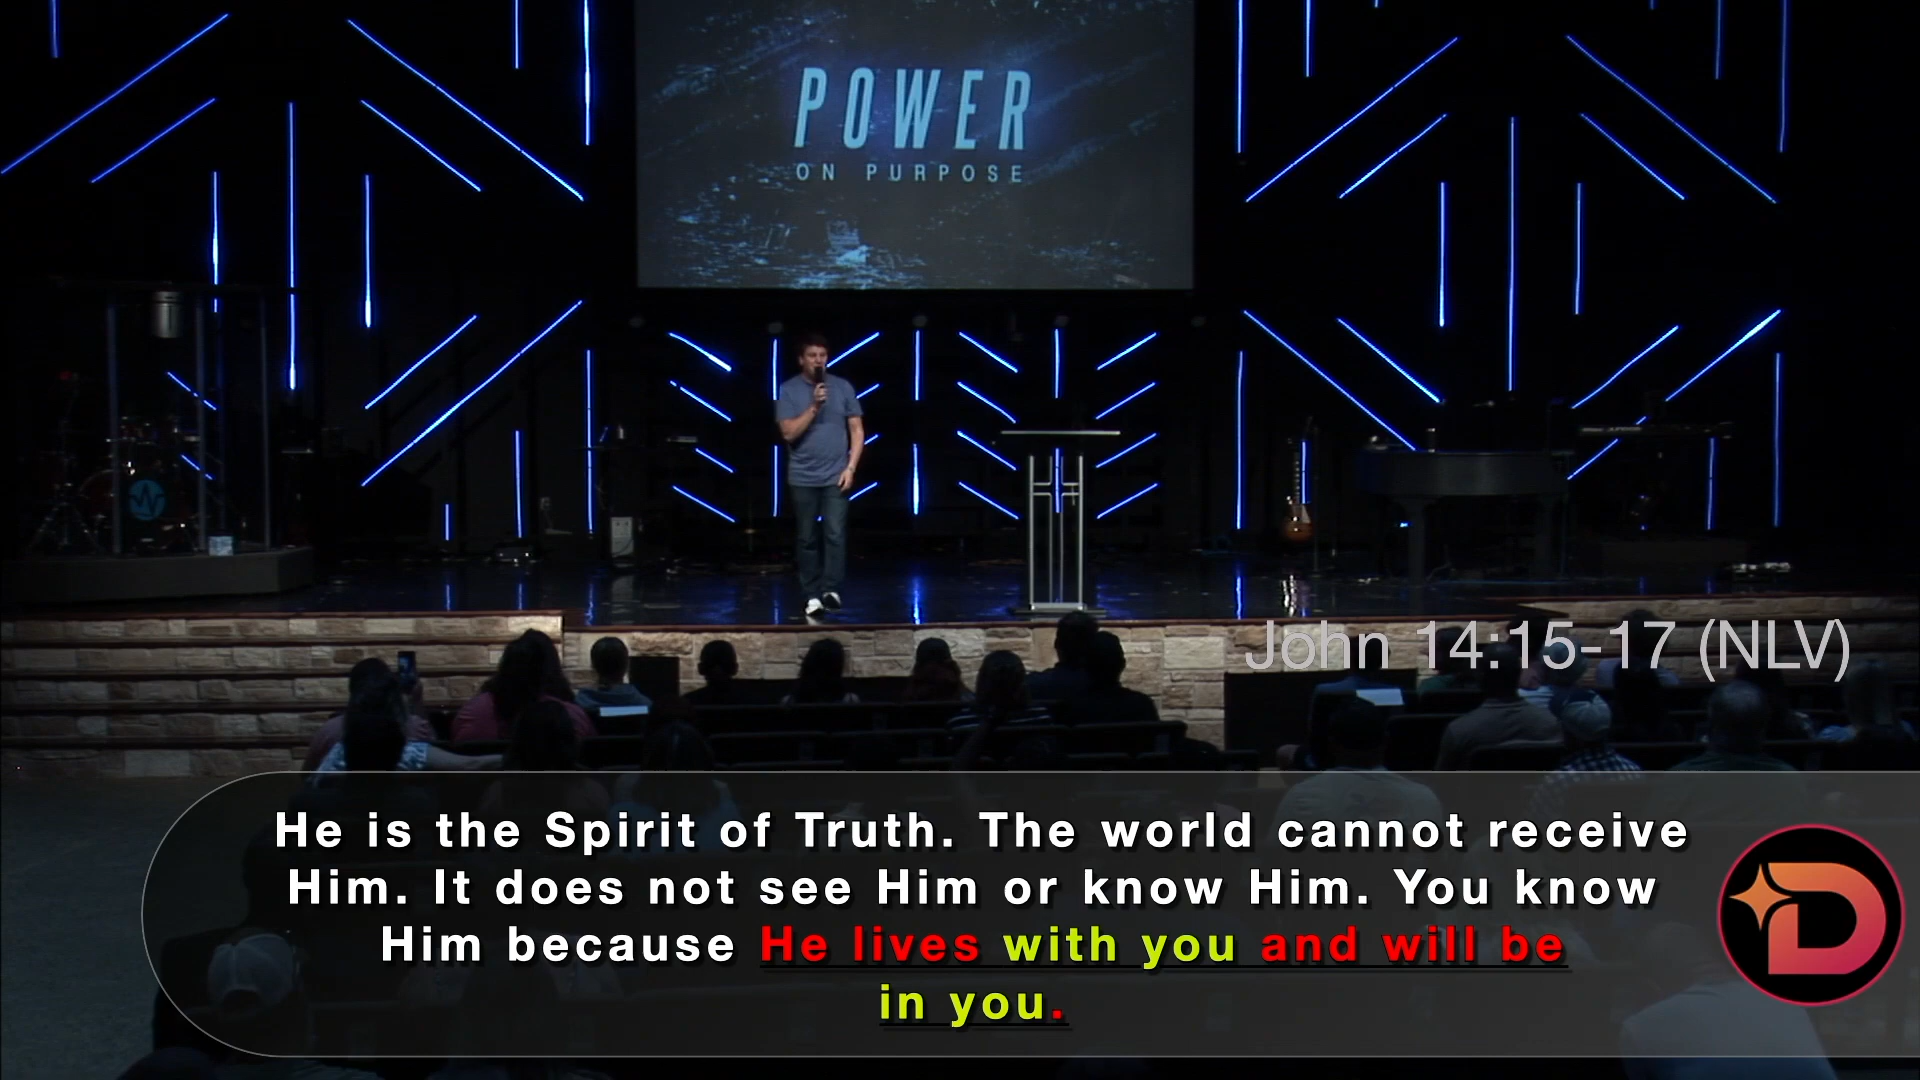 POWER
ON PURPOSE
John 14:15-17 (NLV)
He is the Spirit of Truth. The world cannot receive
Him. It does not see Him or know Him. You know
Him because He lives with you and will be
in you.
D